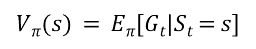 V_π(s) = E_π[G_t|S_t = s]